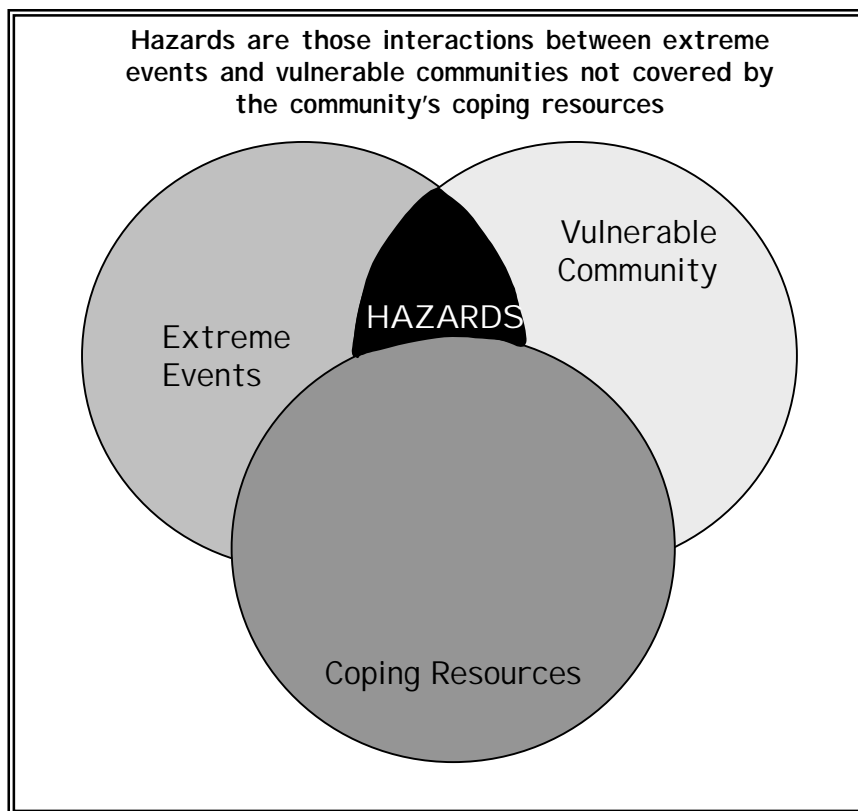 Hazards are those interactions between extreme
events and vulnerable communities not covered by
the community's coping resources
Vulnerable
Community
HAZARDS
Extreme
Events
Coping Resources